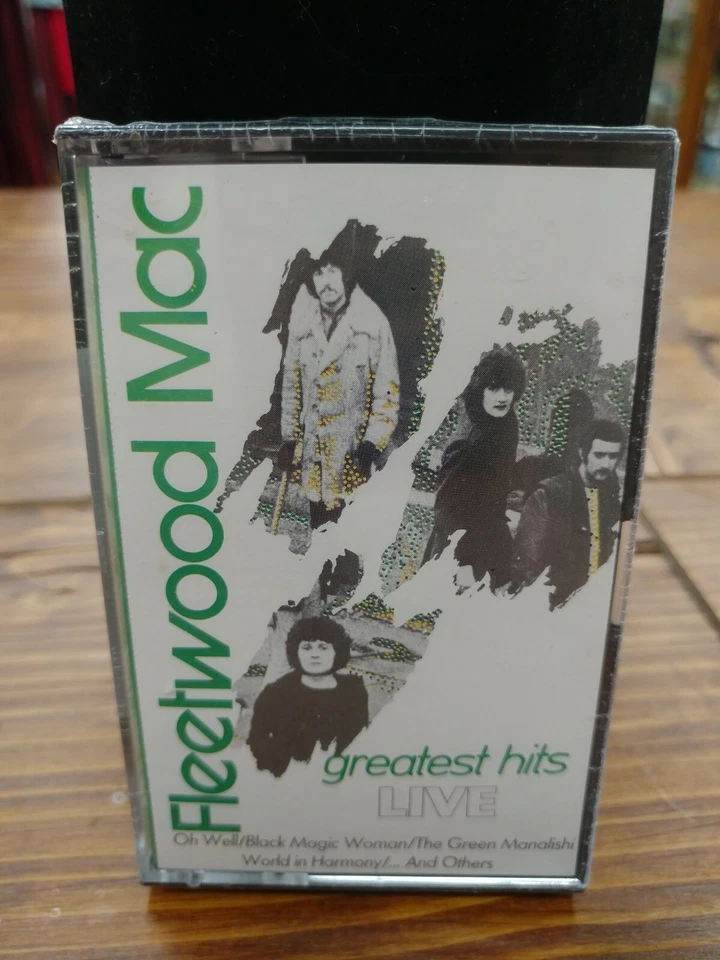 Fleetwood Mac
greatest hits
LIVE
Oh Well/Black Magic Woman/The Green Manalishi
World in Harmony/... And Others